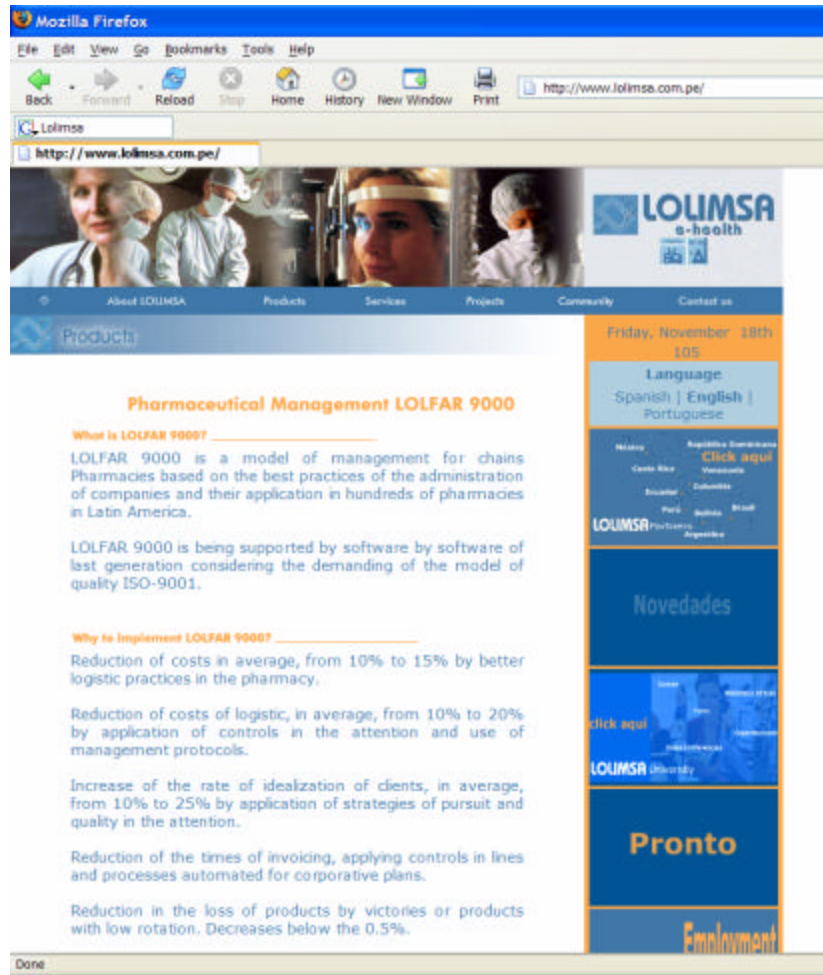 Mozilla Firefox
File Edit View Go Bookmarks Tools Help
Back Forward Reload Stop Home History New Window Print
http://www.lolimsa.com.pe/
Lolimsa
http://www.lolimsa.com.pe/
LOLIMSA
e-health
About LOLIMSA Products Services Projects Community Contact us
Products
Friday, November 18th
105
Language
Spanish | English |
Portuguese
Pharmaceutical Management LOLFAR 9000
What is LOLFAR 9000?
LOLFAR 9000 is a model of management for chains
Pharmacies based on the best practices of the administration
of companies and their application in hundreds of pharmacies
in Latin America.
LOLFAR 9000 is being supported by software by software of
last generation considering the demanding of the model of
quality ISO-9001.
Why to implement LOLFAR 9000?
Reduction of costs in average, from 10% to 15% by better
logistic practices in the pharmacy.
Reduction of costs of logistic, in average, from 10% to 20%
by application of controls in the attention and use of
management protocols.
Increase of the rate of idealization of clients, in average,
from 10% to 25% by application of strategies of pursuit and
quality in the attention.
Reduction of the times of invoicing, applying controls in lines
and processes automated for corporative plans.
Reduction in the loss of products by victories or products
with low rotation. Decreases below the 0.5%.
México República Dominicana
Click aqui
Costa Rica Venezuela
Ecuador Colombia
Perú Bolivia Brasil
LOLIMSA Partners
Argentina
Novedades
click aqui
LOLIMSA University
Pronto
Employment
Done